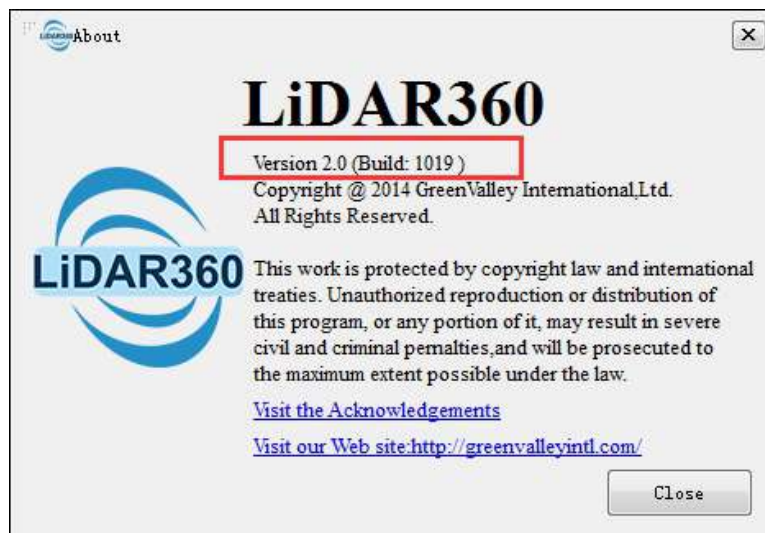 About
LiDAR360
Version 2.0 (Build: 1019 )
Copyright @ 2014 GreenValley International,Ltd.
All Rights Reserved.
LiDAR360
This work is protected by copyright law and international
treaties. Unauthorized reproduction or distribution of
this program, or any portion of it, may result in severe
civil and criminal pernalties,and will be prosecuted to
the maximum extent possible under the law.
Visit the Acknowledgements
Visit our Web site:http://greenvalleyintl.com/
Close